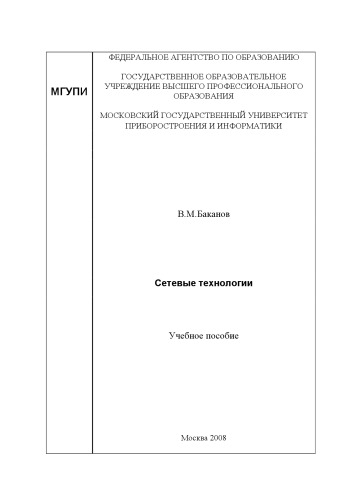 ФЕДЕРАЛЬНОЕ АГЕНТСТВО ПО ОБРАЗОВАНИЮ
ГОСУДАРСТВЕННОЕ ОБРАЗОВАТЕЛЬНОЕ
УЧРЕЖДЕНИЕ ВЫСШЕГО ПРОФЕССИОНАЛЬНОГО
ОБРАЗОВАНИЯ
МГУПИ
МОСКОВСКИЙ ГОСУДАРСТВЕННЫЙ УНИВЕРСИТЕТ
ПРИБОРОСТРОЕНИЯ И ИНФОРМАТИКИ
В.М.Баканов
Сетевые технологии
Учебное пособие
Москва 2008